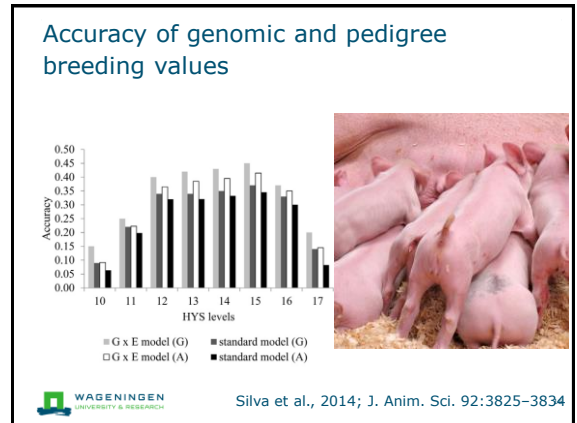 Accuracy of genomic and pedigree
breeding values
0.50
0.45
0.40
0.35
0.30
0.25
0.20
0.15
0.10
0.05
0.00
Accuracy
10 11 12 13 14 15 16 17
HYS levels
G x E model (G) standard model (G)
G x E model (A) standard model (A)
WAGENINGEN
UNIVERSITY & RESEARCH
Silva et al., 2014; J. Anim. Sci. 92:3825–3834